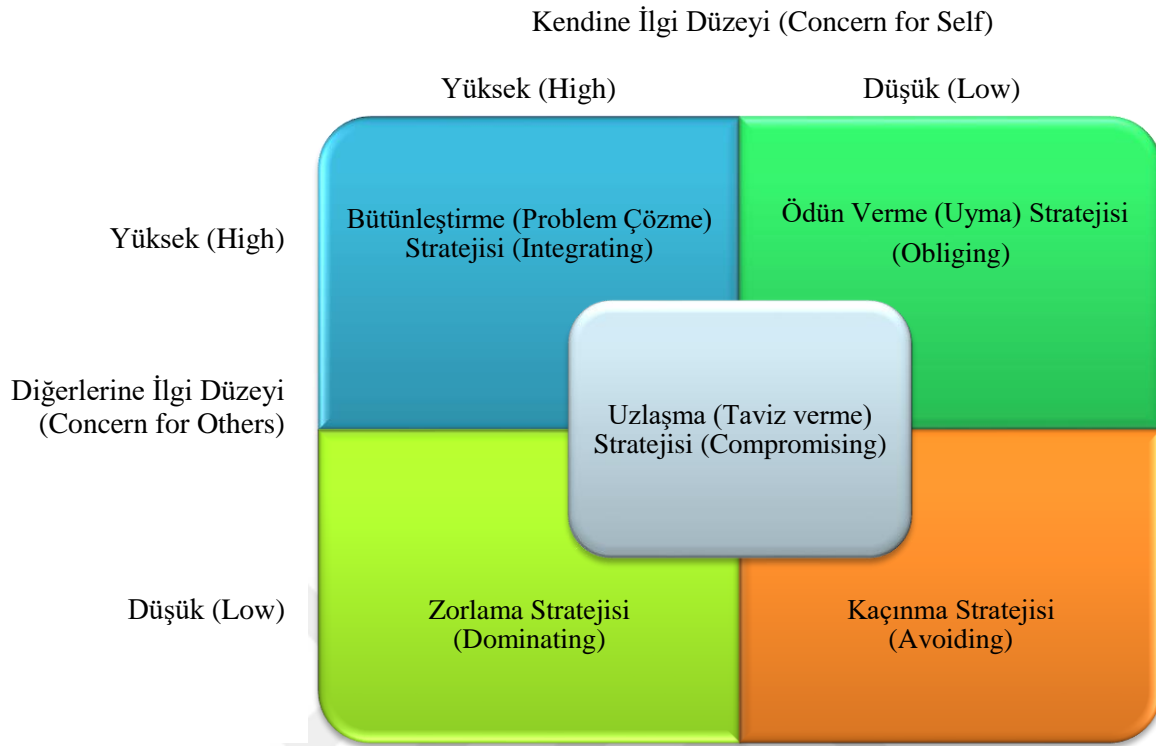 Kendine İlgi Düzeyi (Concern for Self)
Yüksek (High)
Düşük (Low)
Bütünleştirme (Problem Çözme)
Stratejisi (Integrating)
Ödün Verme (Uyma) Stratejisi
(Obliging)
Yüksek (High)
Diğerlerine İlgi Düzeyi
(Concern for Others)
Uzlaşma (Taviz verme)
Stratejisi (Compromising)
Düşük (Low)
Zorlama Stratejisi
(Dominating)
Kaçınma Stratejisi
(Avoiding)